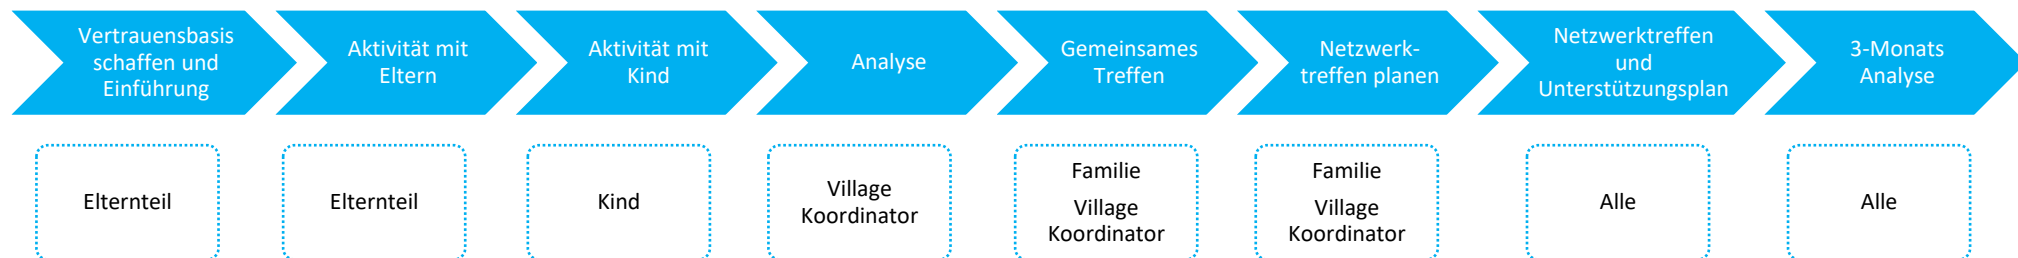 Vertrauensbasis
schaffen und
Einführung
Aktivität mit
Eltern
Aktivität mit
Kind
Analyse
Gemeinsames
Treffen
Netzwerk-
treffen planen
Netzwerktreffen
und
Unterstützungsplan
3-Monats
Analyse
Elternteil
Elternteil
Kind
Village
Koordinator
Familie
Village
Koordinator
Familie
Village
Koordinator
Alle
Alle